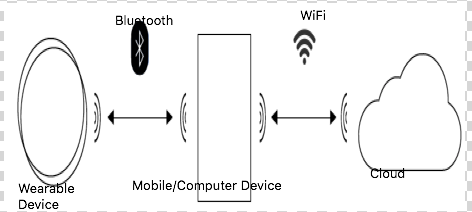 Bluetooth
WiFi
Wearable
Device
Mobile/Computer Device
Cloud